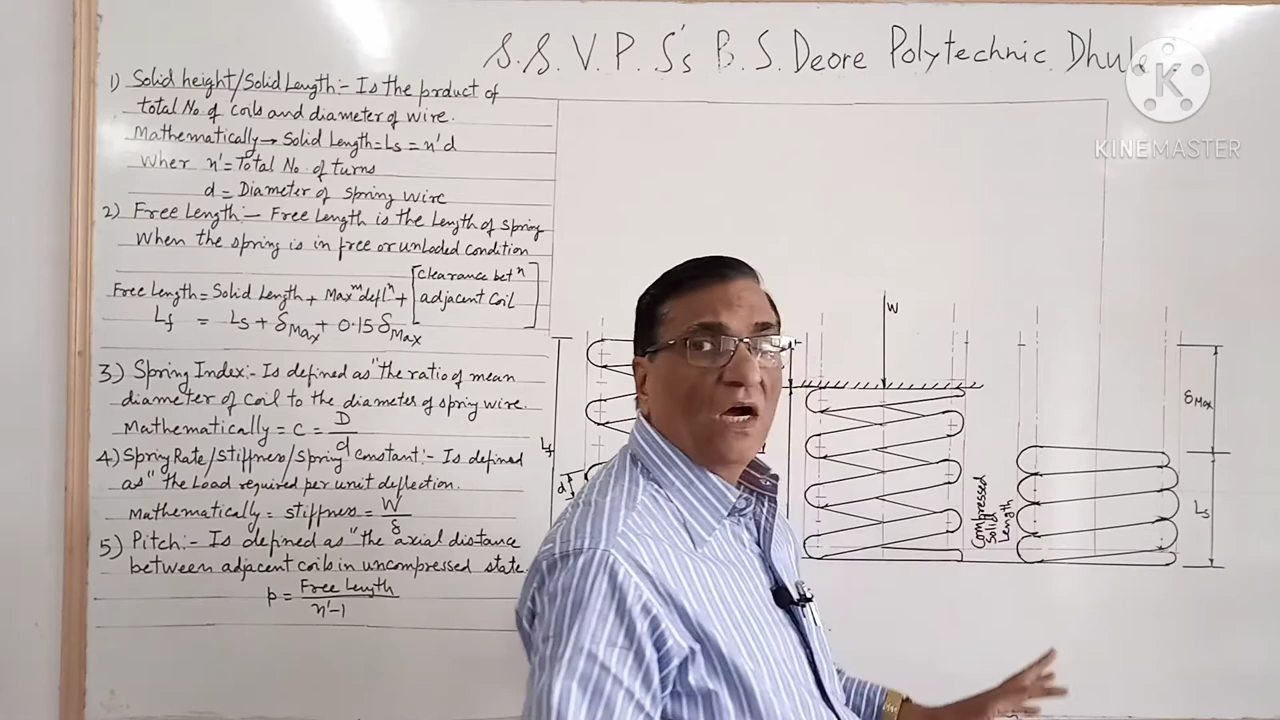 S.S.V.P.S's B.S. Deore Polytechnic. Dhule
KINEMASTER
1) Solid height/Solid Length:- Is the product of
total No of coils and diameter of wire.
Mathematically → Solid Length = Ls = n'd
Wher n' = Total No. of turns
d = Diameter of spring wire
2) Free Length:- Free Length is the Length of spring
When the spring is in free or unloded condition
Free Length = Solid Length + Maxᵐ deflⁿ + [clearance betⁿ
adjacent coil]
Lf = Ls + δMax + 0.15 δMax
3.) Spring Index:- Is defined as "the ratio of mean
diameter of coil to the diameter of spring wire.
Mathematically = c = D/d
4) Spring Rate/Stiffness/Spring Constant:- Is defined
as "the Load required per unit deflection.
Mathematically = stiffness = W/δ
5) Pitch:- Is defined as "the axial distance
between adjacent coils in uncompressed state.
p = Free Length/n'-1
Lf
d
W
Compressed
solid
Length
δMax
Ls